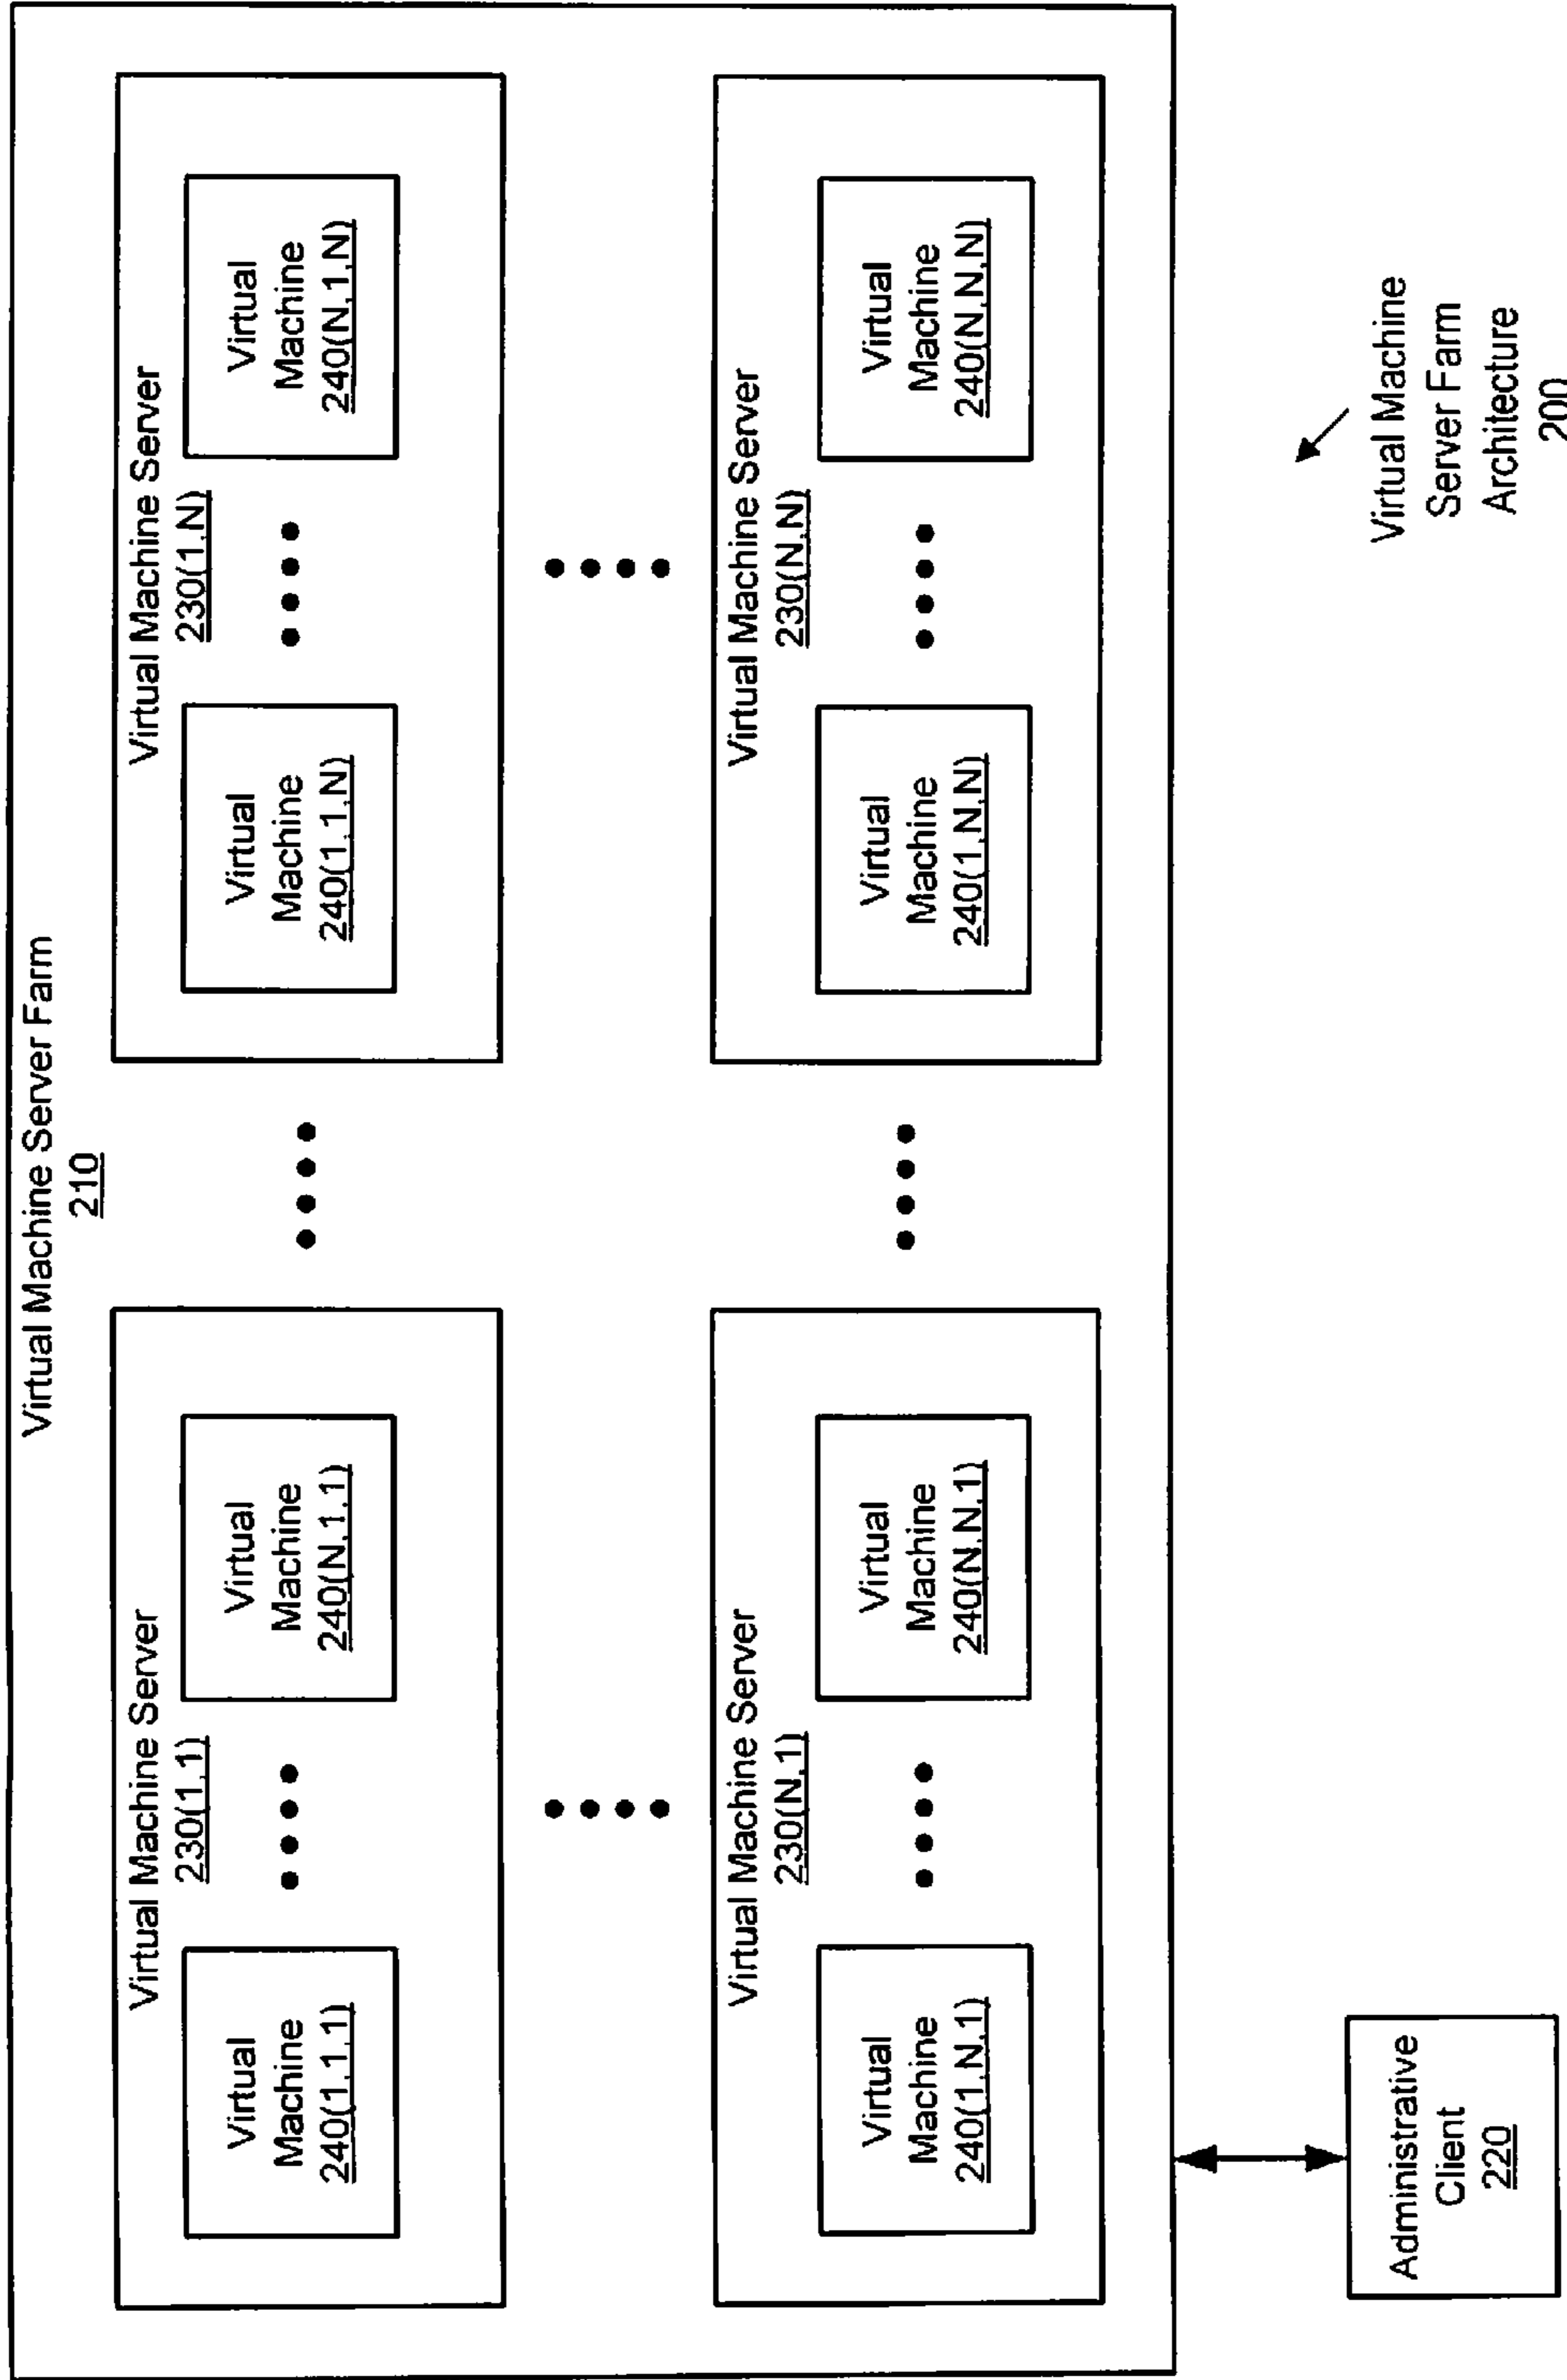 Virtual Machine Server Farm
210
Virtual Machine Server
230(1,1)
Virtual
Machine
240(1,1,1)
Virtual
Machine
240(N,1,1)
Virtual Machine Server
230(1,N)
Virtual
Machine
240(1,1,N)
Virtual
Machine
240(N,1,N)
Virtual Machine Server
230(N,1)
Virtual
Machine
240(1,N,1)
Virtual
Machine
240(N,N,1)
Virtual Machine Server
230(N,N)
Virtual
Machine
240(1,N,N)
Virtual
Machine
240(N,N,N)
Administrative
Client
220
Virtual Machine
Server Farm
Architecture
200